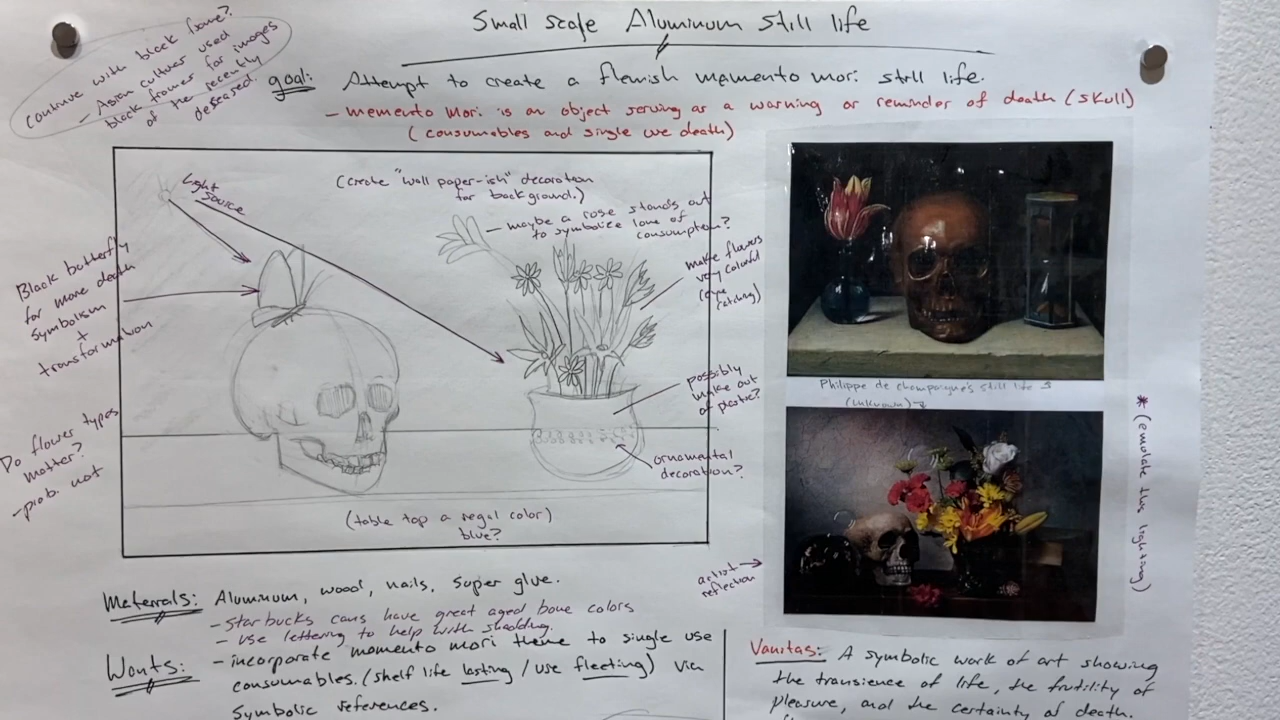 Small scale Aluminum still life
continue with black frame?
- Asian cultures used
black frames for images
of the recently
deceased.
goal: Attempt to create a flemish memento mori still life.
- memento mori is an object serving as a warning or reminder of death (skull)
(consumables and single use death)
Light
source
(create "wall paper-ish" decoration
for background.)
- maybe a rose stands out
to symbolize love of
consumption?
make flowers
very colorful
(eye
catching)
Black butterfly
for more death
symbolism
+
transformation
possibly
make out
of plastic?
Do flower types
matter?
- prob. not
ornamental
decoration?
(table top a regal color)
blue?
Philippe de champaigne's still life
(unknown)
* (emulate this lighting)
artist
reflection
Materials: Aluminum, wood, nails, super glue.
- starbucks cans have great aged bone colors
- use lettering to help with shadding.
Wants: - incorporate momento mori theme to single use
consumables. (shelf life lasting / use fleeting) via
symbolic references.
Vanitas: A symbolic work of art showing
the transience of life, the frutility of
pleasure, and the certainty of death.